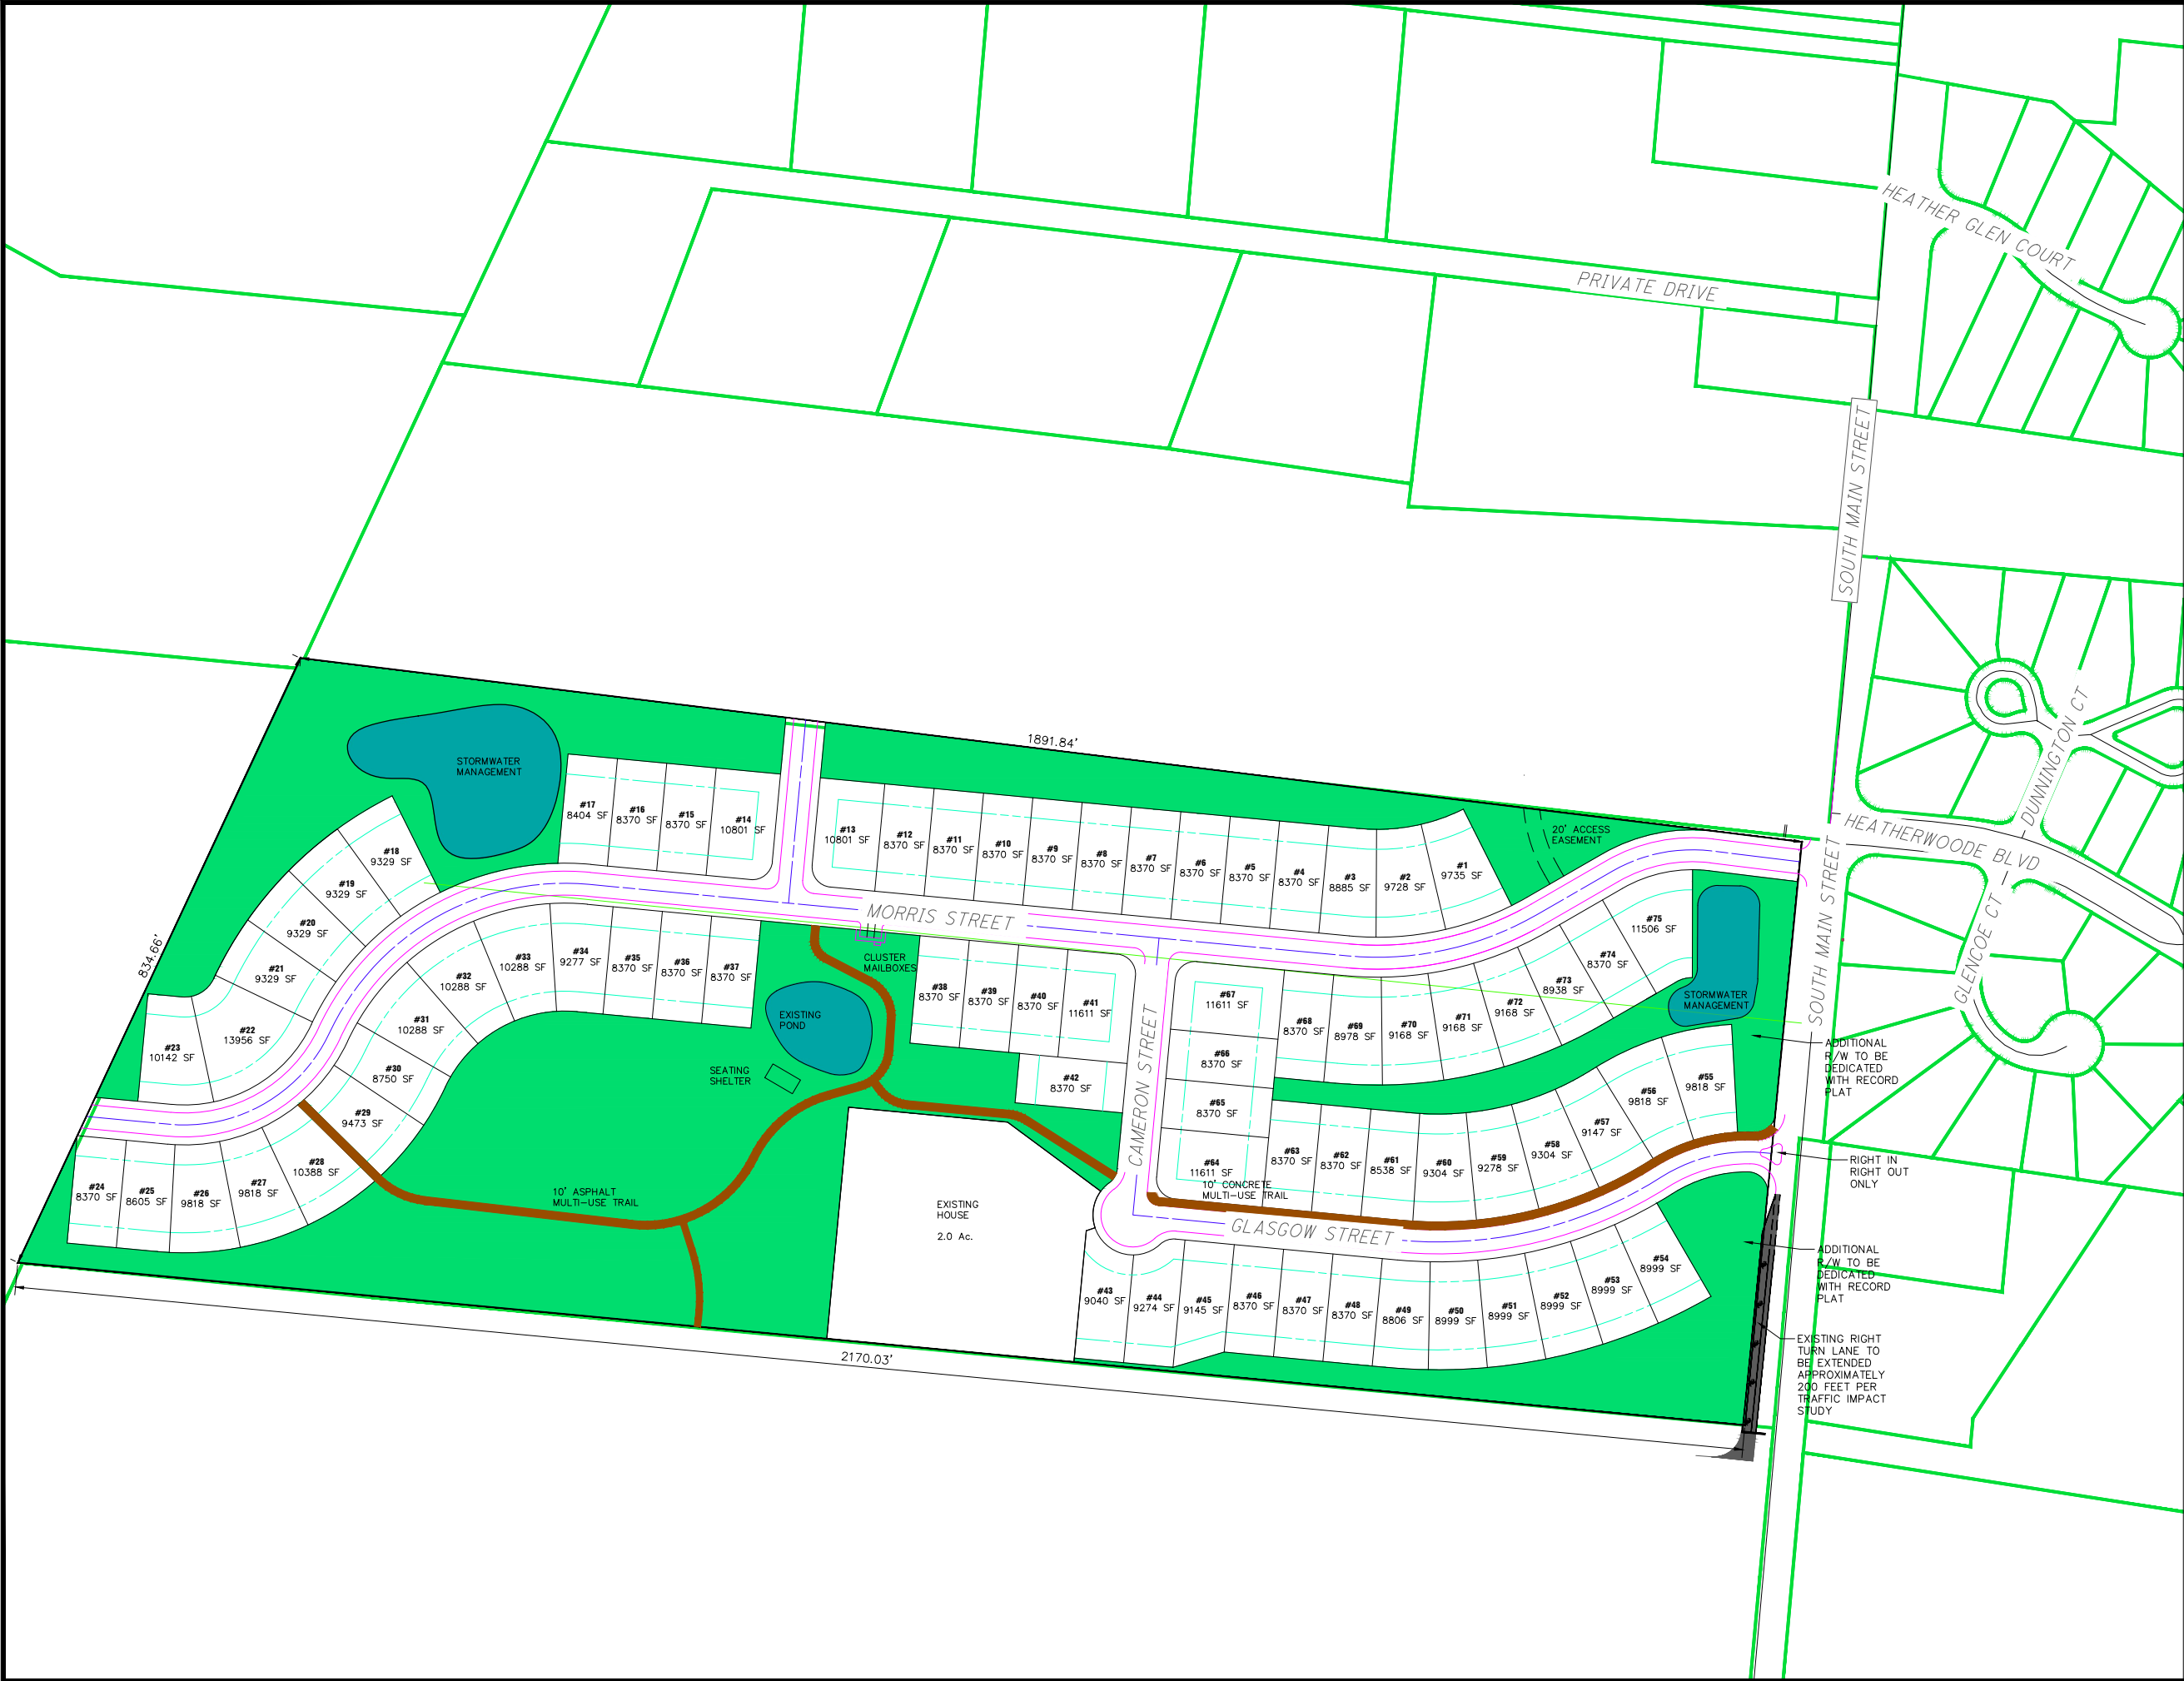 HEATHER GLEN COURT
PRIVATE DRIVE
SOUTH MAIN STREET
DUNNINGTON CT
HEATHERWOODE BLVD
SOUTH MAIN STREET
GLENCOE CT
1891.84'
834.66'
2170.03'
STORMWATER
MANAGEMENT
#17
8404 SF
#16
8370 SF
#15
8370 SF
#14
10801 SF
#13
10801 SF
#12
8370 SF
#11
8370 SF
#10
8370 SF
#9
8370 SF
#8
8370 SF
#7
8370 SF
#6
8370 SF
#5
8370 SF
#4
8370 SF
#3
8885 SF
#2
9728 SF
#1
9735 SF
20' ACCESS
EASEMENT
#18
9329 SF
#19
9329 SF
#20
9329 SF
#21
9329 SF
#22
13956 SF
#23
10142 SF
MORRIS STREET
#24
8370 SF
#25
8605 SF
#26
9818 SF
#27
9818 SF
#28
10388 SF
#29
9473 SF
#30
8750 SF
#31
10288 SF
#32
10288 SF
#33
10288 SF
#34
9277 SF
#35
8370 SF
#36
8370 SF
#37
8370 SF
CLUSTER
MAILBOXES
EXISTING
POND
SEATING
SHELTER
#38
8370 SF
#39
8370 SF
#40
8370 SF
#41
11611 SF
#42
8370 SF
CAMERON STREET
#67
11611 SF
#66
8370 SF
#65
8370 SF
#64
11611 SF
10' CONCRETE
MULTI-USE TRAIL
#68
8370 SF
#69
8978 SF
#70
9168 SF
#71
9168 SF
#72
9168 SF
#73
8938 SF
#74
8370 SF
#75
11506 SF
STORMWATER
MANAGEMENT
#63
8370 SF
#62
8370 SF
#61
8538 SF
#60
9304 SF
#59
9278 SF
#58
9304 SF
#57
9147 SF
#56
9818 SF
#55
9818 SF
GLASGOW STREET
10' ASPHALT
MULTI-USE TRAIL
EXISTING
HOUSE
2.0 Ac.
#43
9040 SF
#44
9274 SF
#45
9145 SF
#46
8370 SF
#47
8370 SF
#48
8370 SF
#49
8806 SF
#50
8999 SF
#51
8999 SF
#52
8999 SF
#53
8999 SF
#54
8999 SF
ADDITIONAL
R/W TO BE
DEDICATED
WITH RECORD
PLAT
RIGHT IN
RIGHT OUT
ONLY
ADDITIONAL
R/W TO BE
DEDICATED
WITH RECORD
PLAT
EXISTING RIGHT
TURN LANE TO
BE EXTENDED
APPROXIMATELY
200 FEET PER
TRAFFIC IMPACT
STUDY